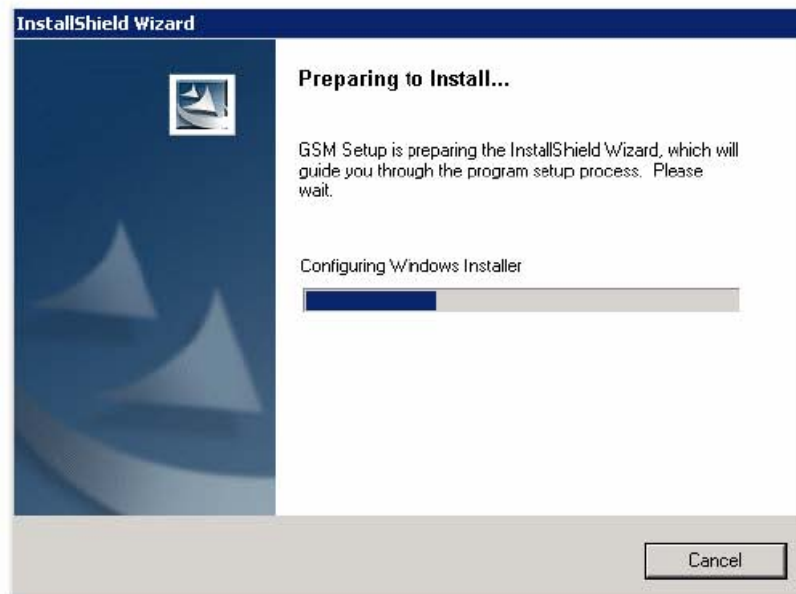 InstallShield Wizard
Preparing to Install...
GSM Setup is preparing the InstallShield Wizard, which will
guide you through the program setup process.  Please
wait.
Configuring Windows Installer
Cancel